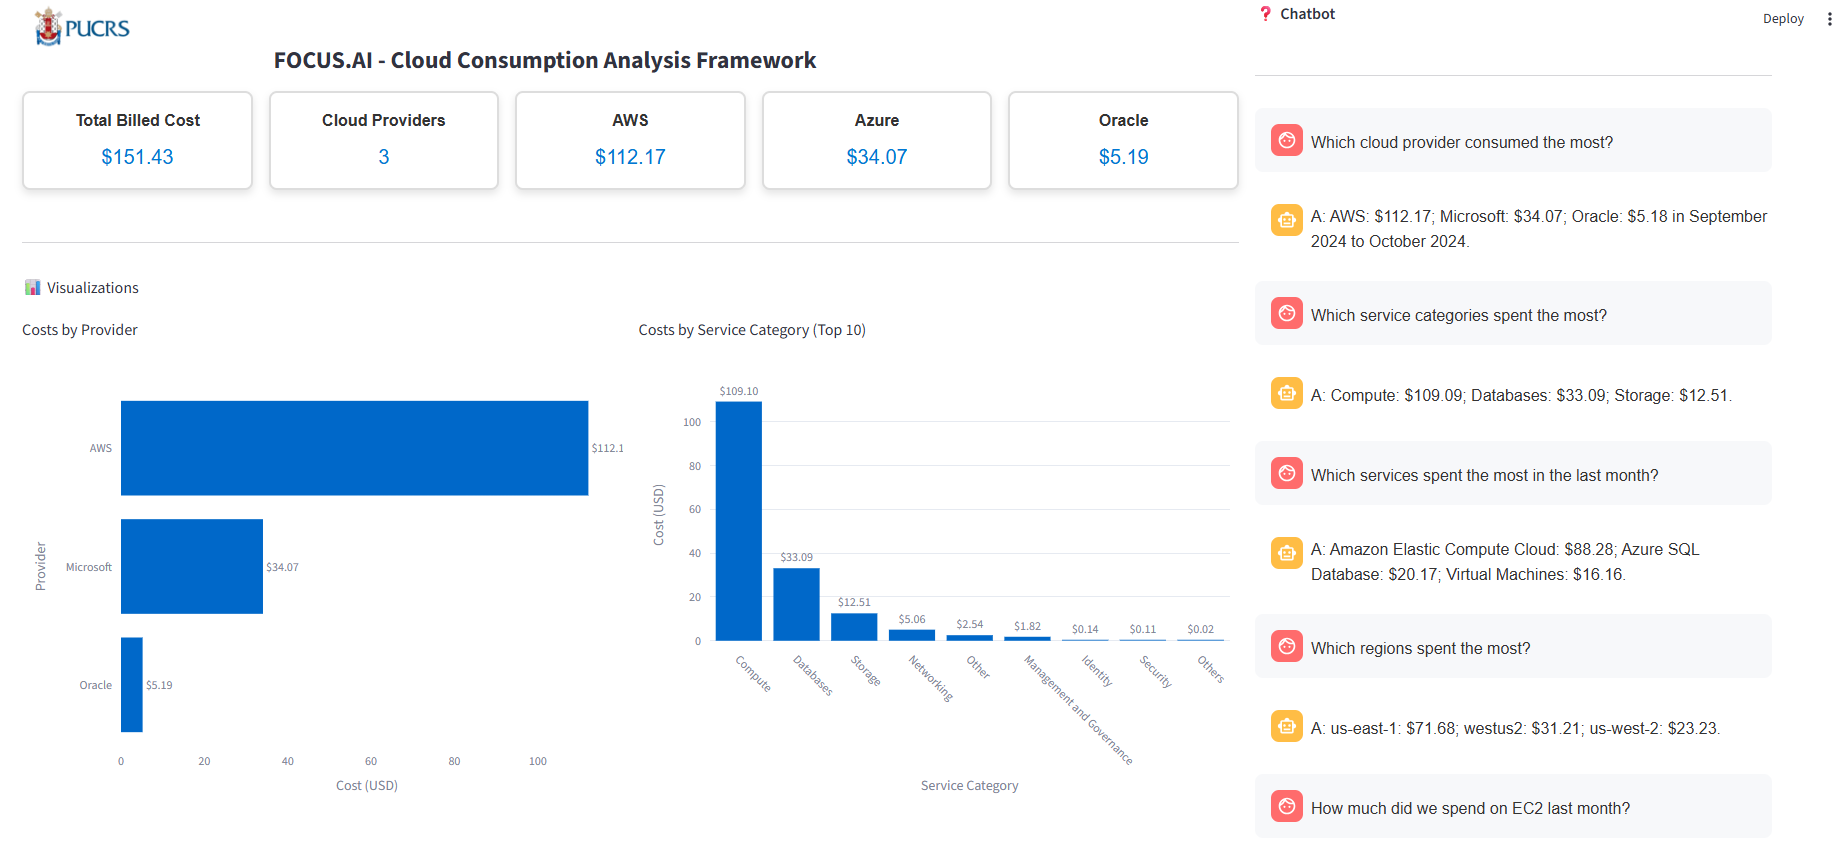 PUCRS
FOCUS.AI - Cloud Consumption Analysis Framework
Total Billed Cost
$151.43
Cloud Providers
3
AWS
$112.17
Azure
$34.07
Oracle
$5.19
Visualizations
Costs by Provider
AWS
$112.1
Microsoft
$34.07
Oracle
$5.19
Provider
0 20 40 60 80 100
Cost (USD)
Costs by Service Category (Top 10)
Cost (USD)
100
80
60
40
20
0
$109.10
$33.09
$12.51
$5.06
$2.54
$1.82
$0.14
$0.11
$0.02
Compute
Databases
Storage
Networking
Other
Management and Governance
Identity
Security
Others
Service Category
Chatbot
Deploy
Which cloud provider consumed the most?
A: AWS: $112.17; Microsoft: $34.07; Oracle: $5.18 in September
2024 to October 2024.
Which service categories spent the most?
A: Compute: $109.09; Databases: $33.09; Storage: $12.51.
Which services spent the most in the last month?
A: Amazon Elastic Compute Cloud: $88.28; Azure SQL
Database: $20.17; Virtual Machines: $16.16.
Which regions spent the most?
A: us-east-1: $71.68; westus2: $31.21; us-west-2: $23.23.
How much did we spend on EC2 last month?